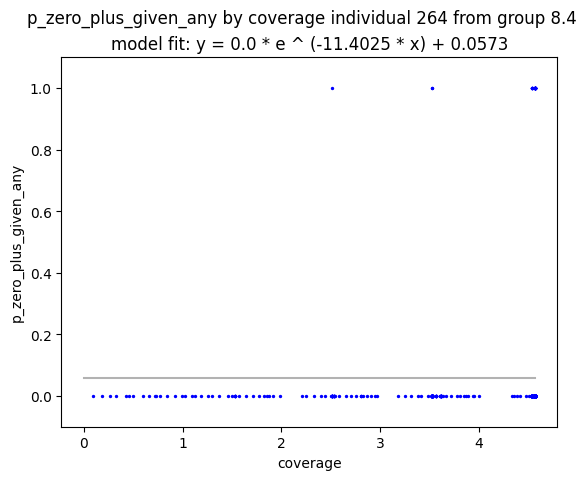 p_zero_plus_given_any by coverage individual 264 from group 8.4
model fit: y = 0.0 * e ^ (-11.4025 * x) + 0.0573
1.0
0.8
0.6
0.4
0.2
0.0
p_zero_plus_given_any
0
1
2
3
4
coverage